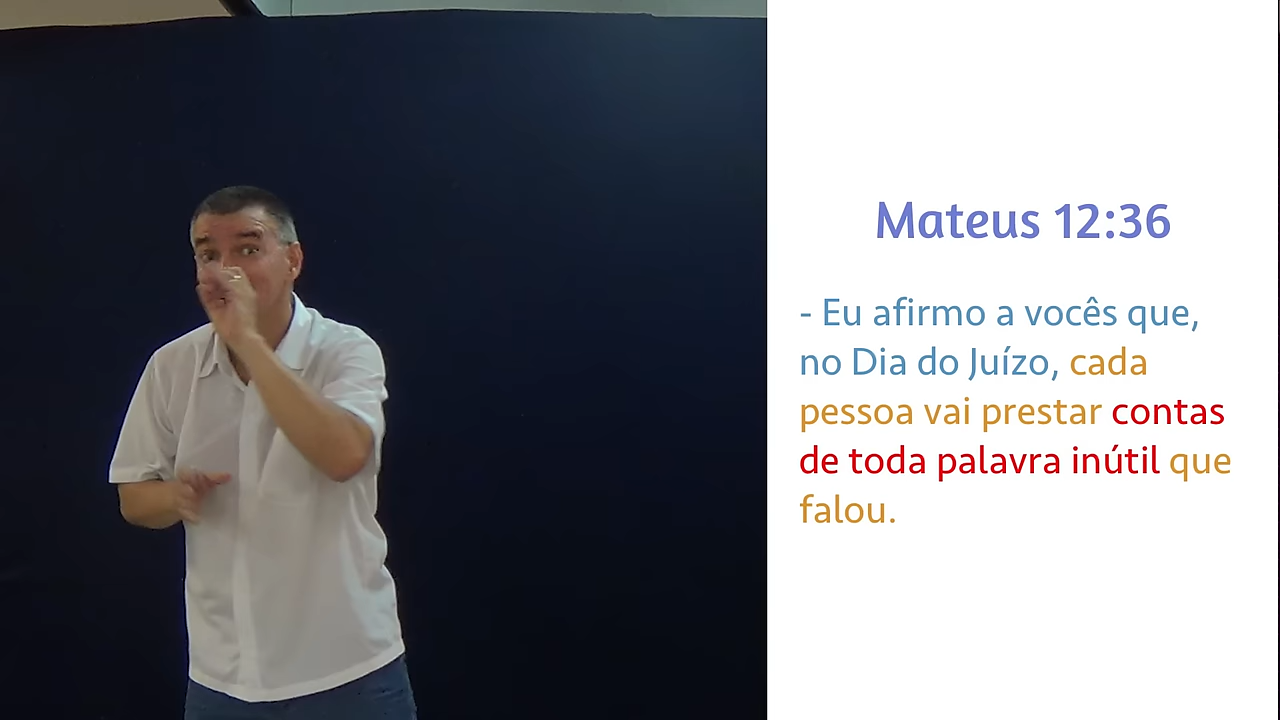 Mateus 12:36
- Eu afirmo a vocês que,
no Dia do Juízo, cada
pessoa vai prestar contas
de toda palavra inútil que
falou.